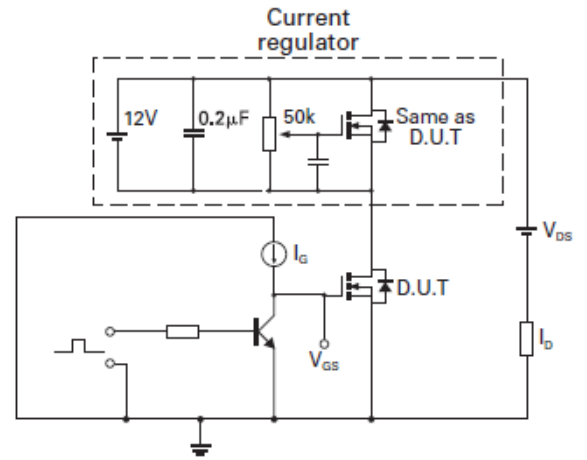 Current
regulator
12V
0.2µF
50k
Same as
D.U.T
V_DS
I_G
D.U.T
V_GS
I_D